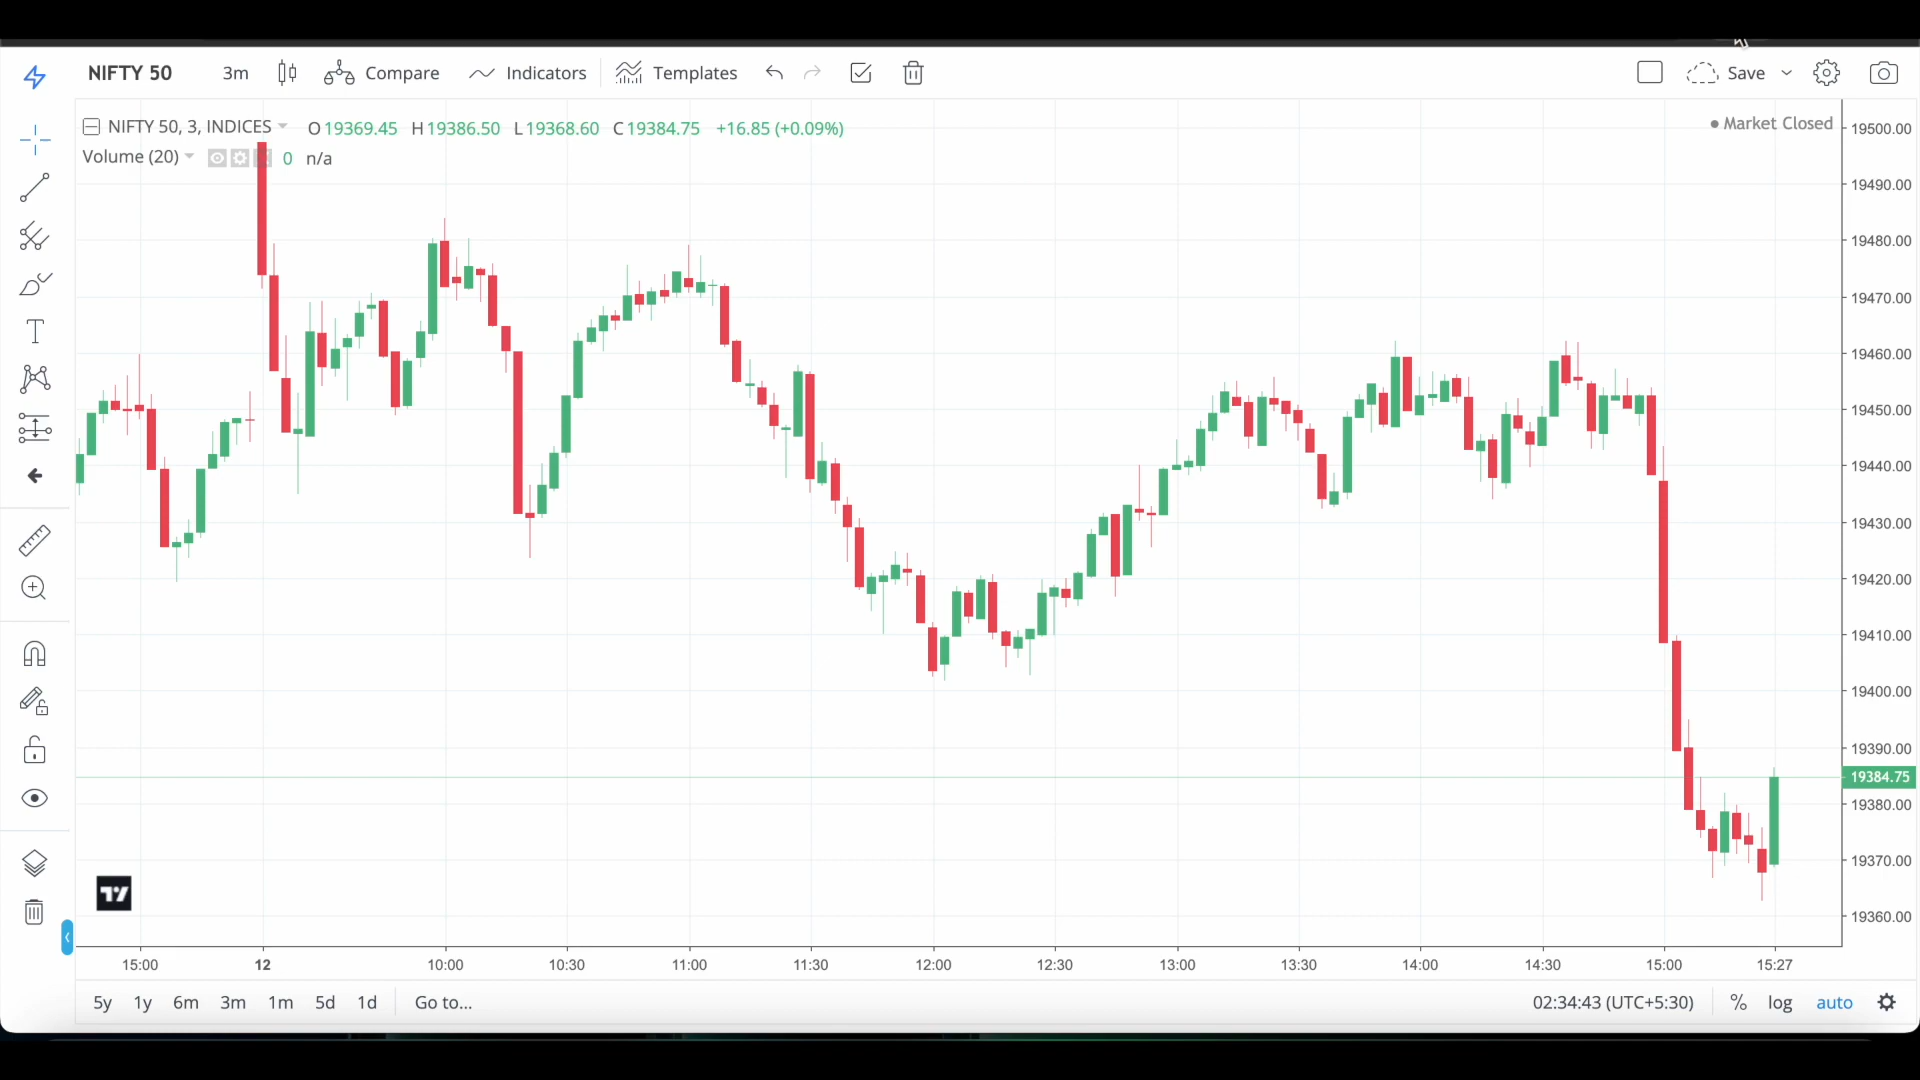 NIFTY 50 3m Compare Indicators Templates Save
NIFTY 50, 3, INDICES O19369.45 H19386.50 L19368.60 C19384.75 +16.85 (+0.09%)
Market Closed
Volume (20) 0 n/a
19500.00
19490.00
19480.00
19470.00
19460.00
19450.00
19440.00
19430.00
19420.00
19410.00
19400.00
19390.00
19384.75
19380.00
19370.00
19360.00
15:00 12 10:00 10:30 11:00 11:30 12:00 12:30 13:00 13:30 14:00 14:30 15:00 15:27
5y 1y 6m 3m 1m 5d 1d Go to... 02:34:43 (UTC+5:30) % log auto